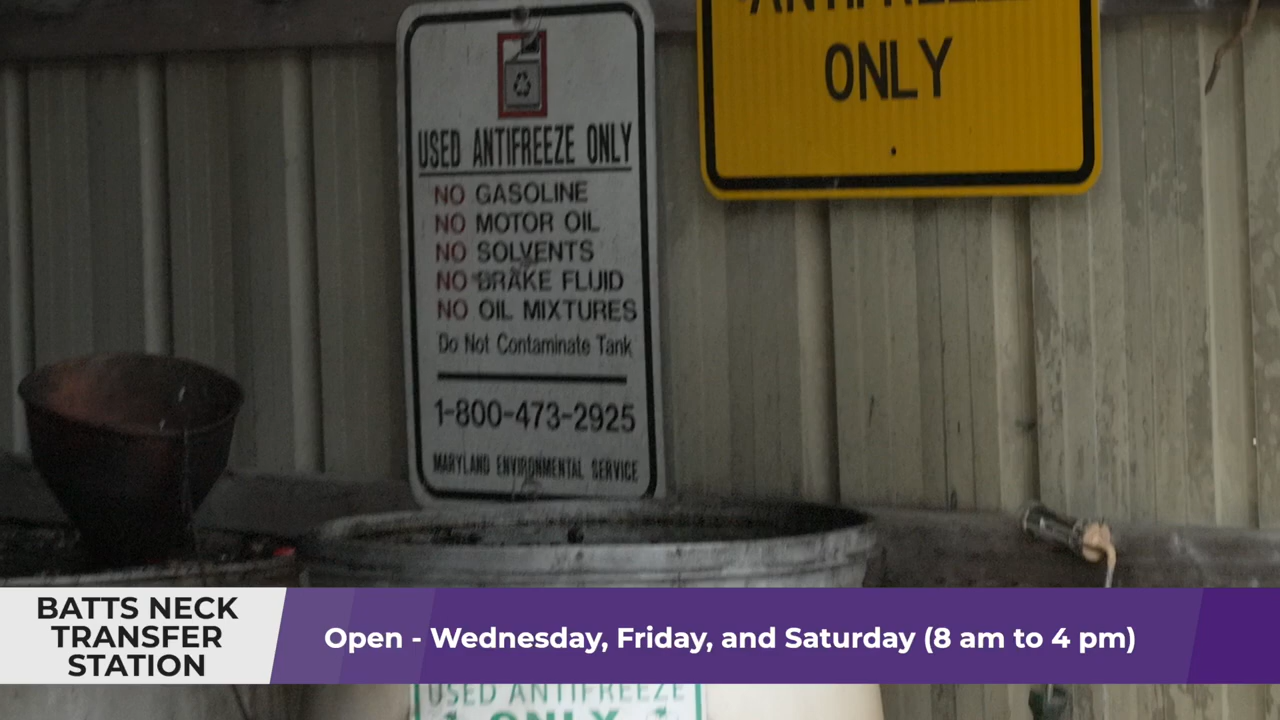 ANTIFREEZE
ONLY
USED ANTIFREEZE ONLY
NO GASOLINE
NO MOTOR OIL
NO SOLVENTS
NO BRAKE FLUID
NO OIL MIXTURES
Do Not Contaminate Tank
1-800-473-2925
MARYLAND ENVIRONMENTAL SERVICE
BATTS NECK
TRANSFER
STATION
Open - Wednesday, Friday, and Saturday (8 am to 4 pm)
USED ANTIFREEZE
ONLY